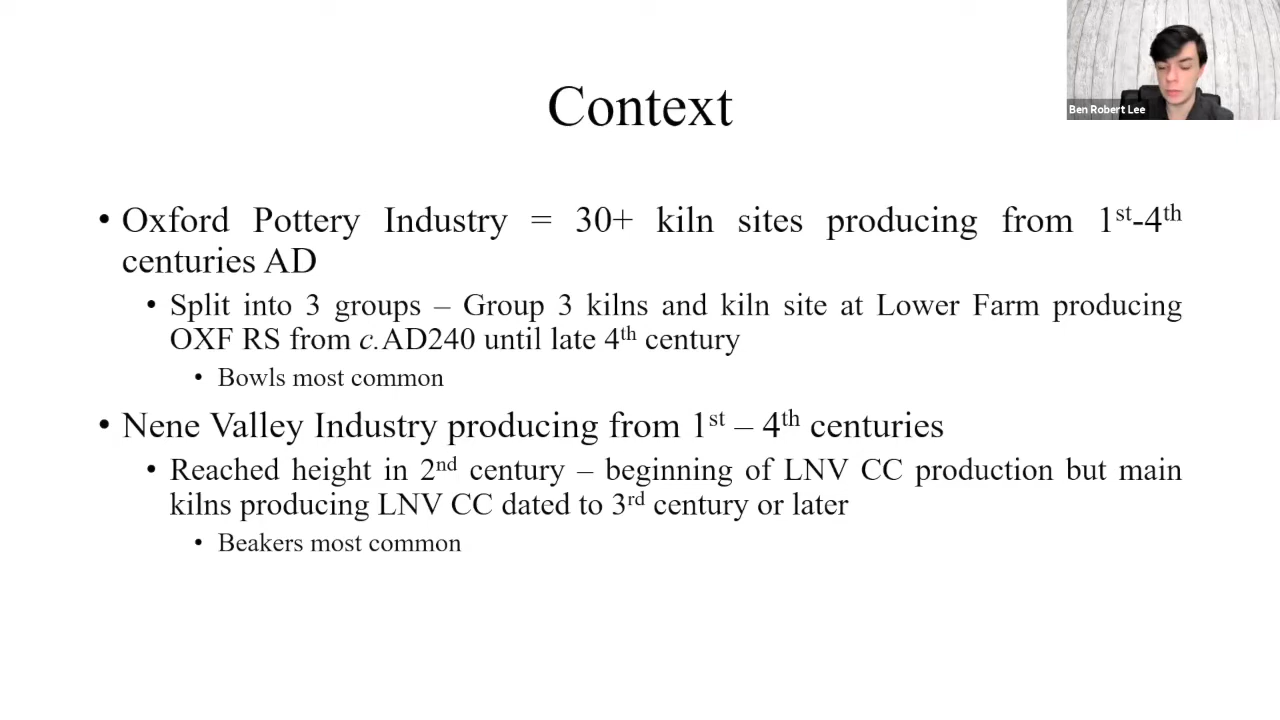 Context
Ben Robert Lee
• Oxford Pottery Industry = 30+ kiln sites producing from 1st-4th
centuries AD
• Split into 3 groups – Group 3 kilns and kiln site at Lower Farm producing
OXF RS from c.AD240 until late 4th century
• Bowls most common
• Nene Valley Industry producing from 1st – 4th centuries
• Reached height in 2nd century – beginning of LNV CC production but main
kilns producing LNV CC dated to 3rd century or later
• Beakers most common